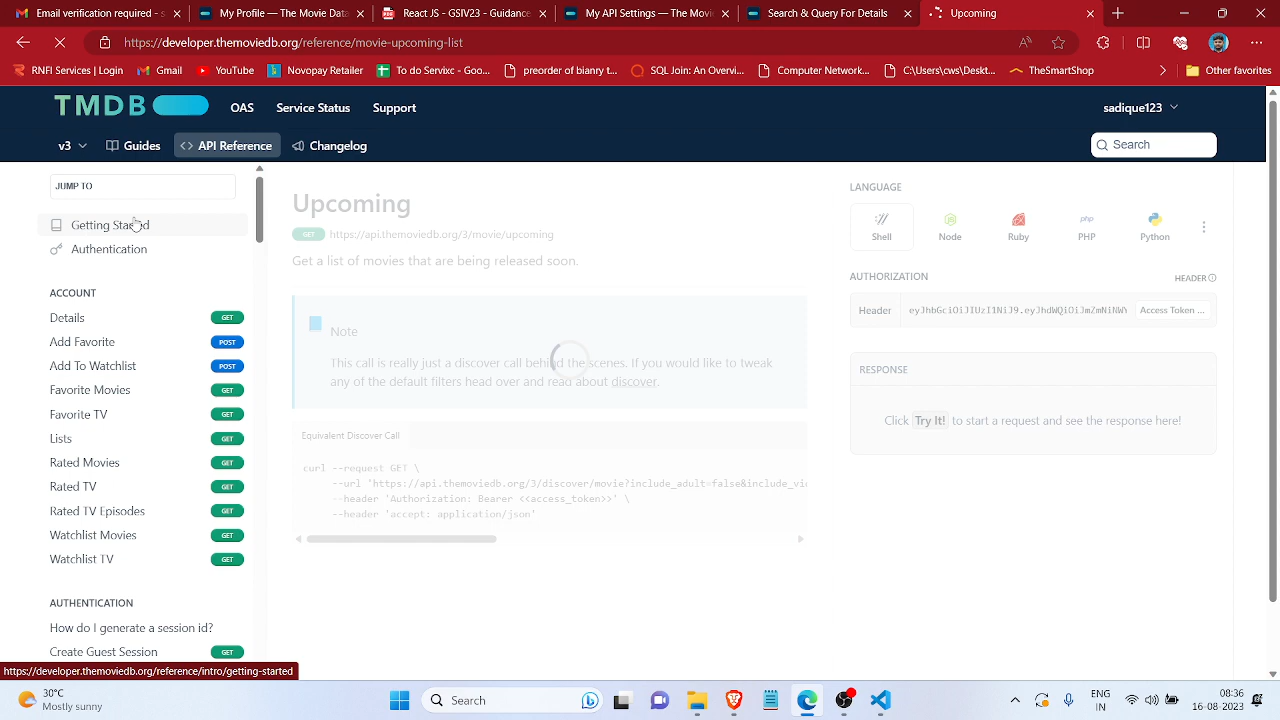 Email required - s
My Profile — The TMDB
React JS - GSIV23 - Guidance
My API Settings — The Mov
Search & Query For Details
Upcoming
https://developer.themoviedb.org/reference/movie-upcoming-list
RNFI Services | Login
Gmail
YouTube
Novopay Retailer
To do Servixc - Goo...
preorder of bianry t...
SQL Join: An Overvi...
Computer Network...
C:\Users\cws\Deskt...
TheSmartShop
Other favorites
TMDB
OAS
Service Status
Support
sadique123
v3
Guides
API Reference
Changelog
Search
JUMP TO
Getting Started
Authentication
ACCOUNT
Details GET
Add Favorite POST
Add To Watchlist POST
Favorite Movies GET
Favorite TV GET
Lists GET
Rated Movies GET
Rated TV GET
Rated TV Episodes GET
Watchlist Movies GET
Watchlist TV GET
AUTHENTICATION
How do I generate a session id?
Create Guest Session GET
https://developer.themoviedb.org/reference/intro/getting-started
Upcoming
GET https://api.themoviedb.org/3/movie/upcoming
Get a list of movies that are being released soon.
Note
This call is really just a discover call behind the scenes. If you would like to tweak
any of the default filters head over and read about discover.
Equivalent Discover Call
curl --request GET \
--url 'https://api.themoviedb.org/3/discover/movie?include_adult=false&include_vi
--header 'Authorization: Bearer <<access_token>>' \
--header 'accept: application/json'
LANGUAGE
Shell
Node
php
Ruby
PHP
Python
AUTHORIZATION
HEADER
Header
eyJhbGciOiJIUzI1NiJ9.eyJhdWQiOiJmZmNiNWY
Access Token ...
RESPONSE
Click Try It! to start a request and see the response here!
30°C
Mostly sunny
Search
ENG
IN
08:36
16-08-2023